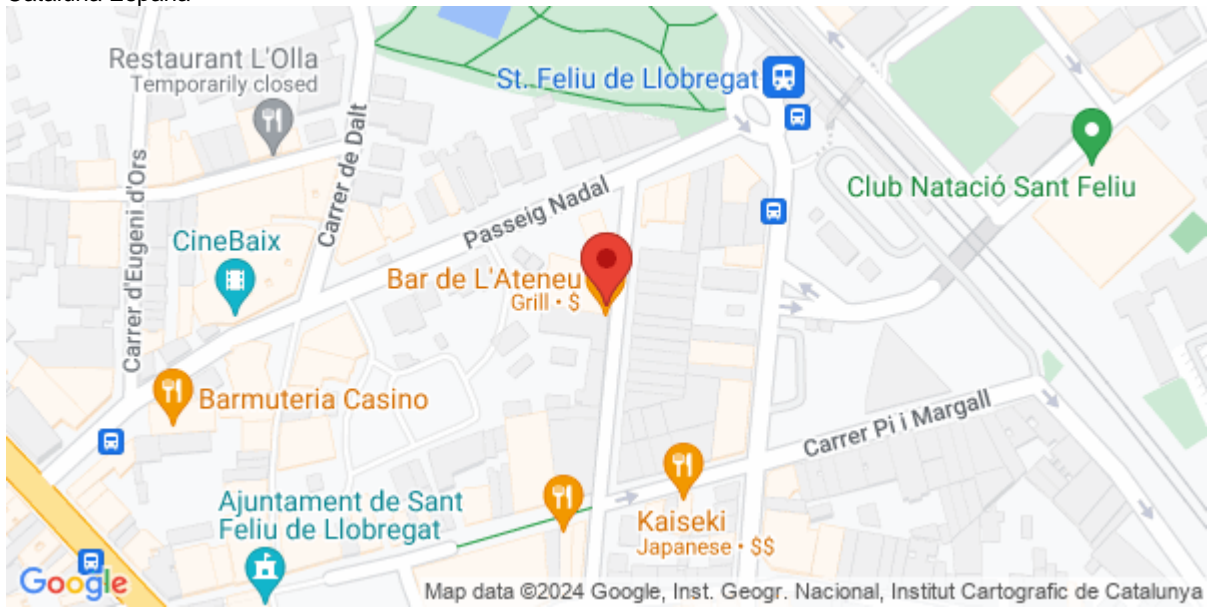 Cataluña España
Restaurant L'Olla
Temporarily closed
St. Feliu de Llobregat
Carrer de Dalt
Carrer d'Eugeni d'Ors
Club Natació Sant Feliu
Passeig Nadal
CineBaix
Bar de L'Ateneu
Grill • $
Barmuteria Casino
Carrer Pi i Margall
Ajuntament de Sant
Feliu de Llobregat
Kaiseki
Japanese • $$
Google
Map data ©2024 Google, Inst. Geogr. Nacional, Institut Cartografic de Catalunya